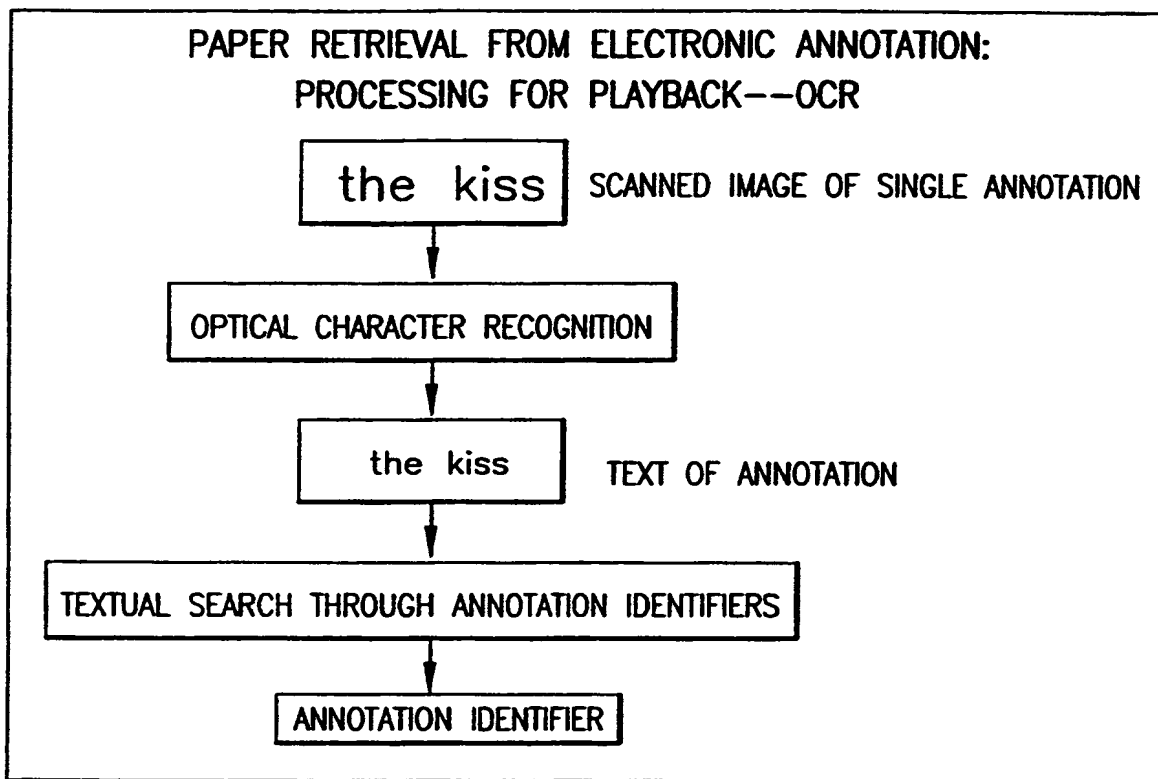 PAPER RETRIEVAL FROM ELECTRONIC ANNOTATION:
PROCESSING FOR PLAYBACK--OCR
the kiss
SCANNED IMAGE OF SINGLE ANNOTATION
OPTICAL CHARACTER RECOGNITION
the kiss
TEXT OF ANNOTATION
TEXTUAL SEARCH THROUGH ANNOTATION IDENTIFIERS
ANNOTATION IDENTIFIER